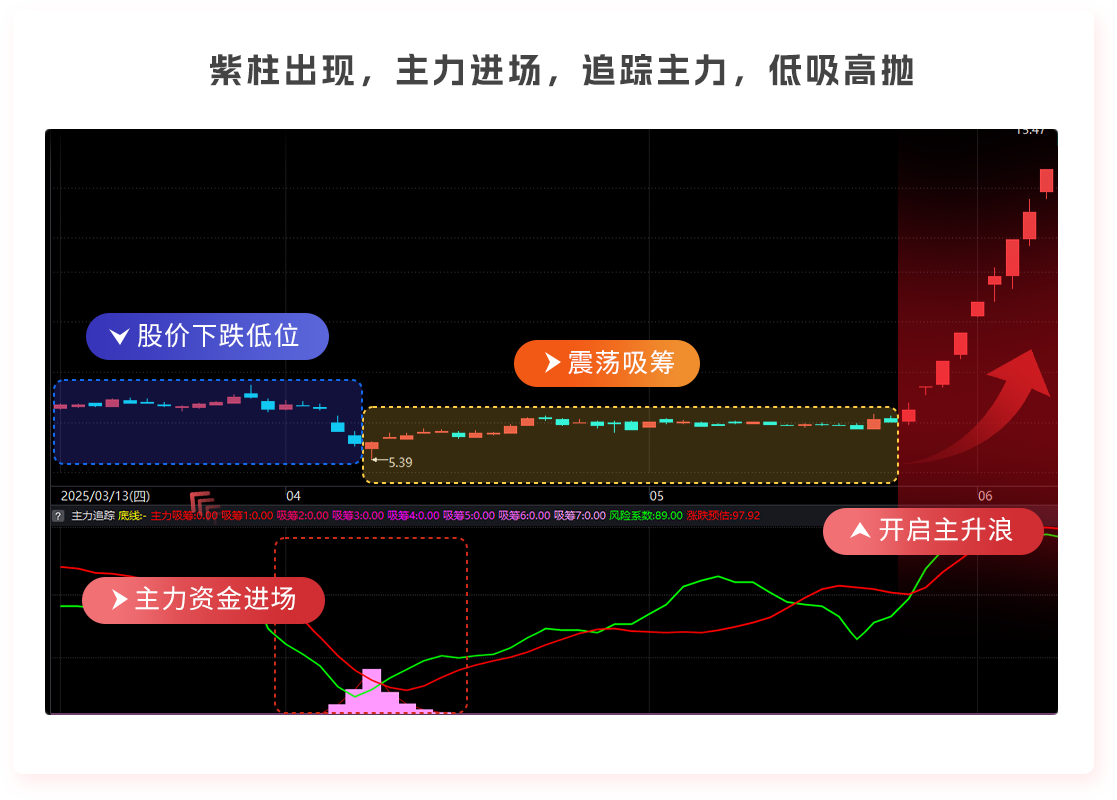 紫柱出现，主力进场，追踪主力，低吸高抛
股价下跌低位
震荡吸筹
5.39
2025/03/13(四) 04 05 06
? 主力追踪 底线:- 主力吸筹:0.00 吸筹1:0.00 吸筹2:0.00 吸筹3:0.00 吸筹4:0.00 吸筹5:0.00 吸筹6:0.00 吸筹7:0.00 风险系数:89.00 涨跌预估:97.92
开启主升浪
主力资金进场